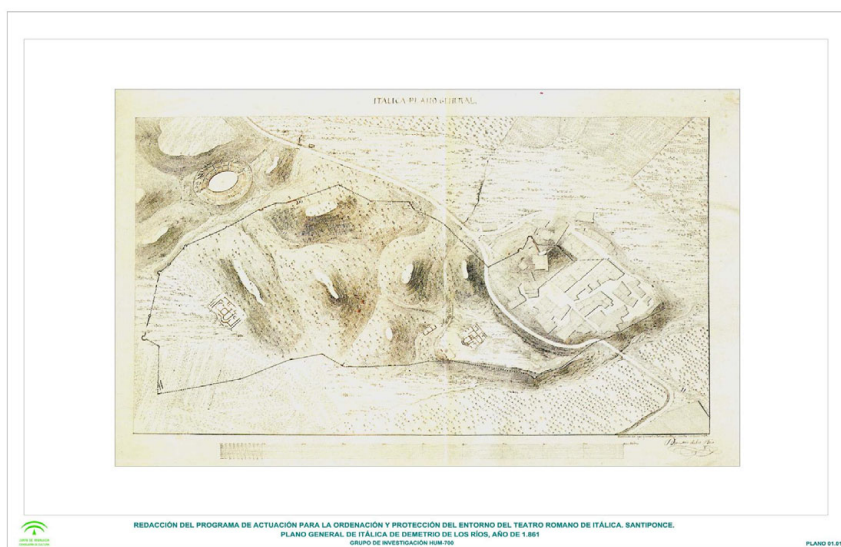 ITALICA PLANO GENERAL.
REDACCIÓN DEL PROGRAMA DE ACTUACIÓN PARA LA ORDENACIÓN Y PROTECCIÓN DEL ENTORNO DEL TEATRO ROMANO DE ITÁLICA. SANTIPONCE.
PLANO GENERAL DE ITÁLICA DE DEMETRIO DE LOS RÍOS, AÑO DE 1.861
GRUPO DE INVESTIGACIÓN HUM-700
PLANO 01.01